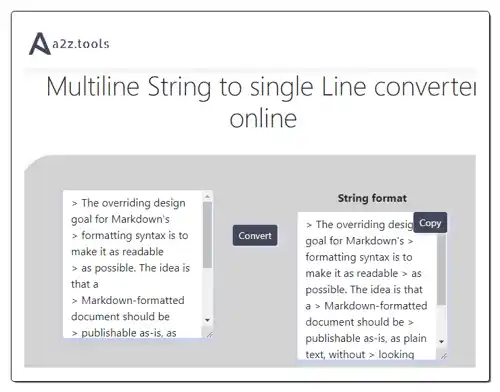 a2z.tools
Multiline String to single Line converter
online
> The overriding design
goal for Markdown's
> formatting syntax is to
make it as readable
> as possible. The idea is
that a
> Markdown-formatted
document should be
> publishable as-is, as
Convert
String format
Copy
> The overriding desig
goal for Markdown's >
formatting syntax is to
make it as readable > as
possible. The idea is that
a > Markdown-formatted
document should be >
publishable as-is, as plain
text, without > looking